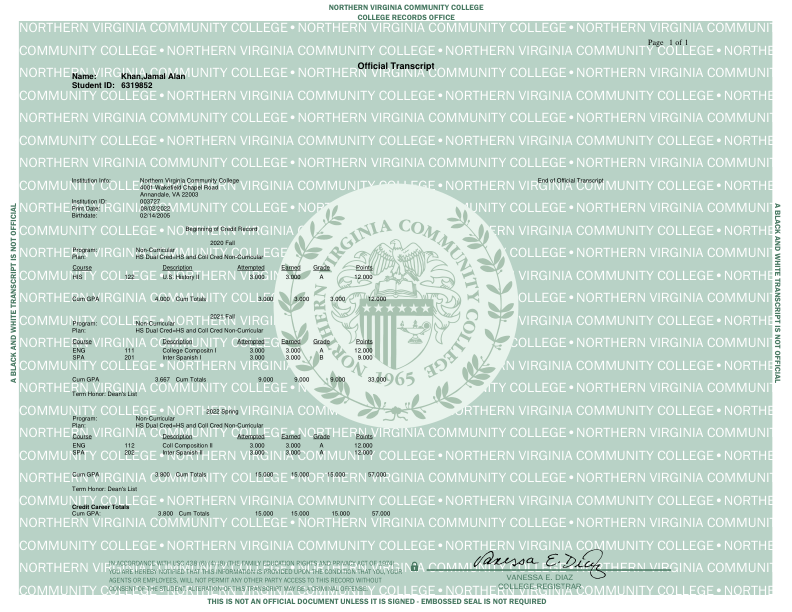 NORTHERN VIRGINIA COMMUNITY COLLEGE
COLLEGE RECORDS OFFICE
Page 1 of 1
Official Transcript
Name: Khan,Jamal Alan
Student ID: 6319852
Institution Info: Northern Virginia Community College
4001 Wakefield Chapel Road
Annandale, VA 22003
Institution ID: 003727
Print Date: 08/02/2022
Birthdate: 02/14/2005
Beginning of Credit Record
2020 Fall
Program: Non-Curricular
Plan: HS Dual Cred=HS and Coll Cred Non-Curricular
Course Description Attempted Earned Grade Points
HIS 122 U.S. History II 3.000 3.000 A 12.000
Cum GPA 4.000 Cum Totals 3.000 3.000 3.000 12.000
2021 Fall
Program: Non-Curricular
Plan: HS Dual Cred=HS and Coll Cred Non-Curricular
Course Description Attempted Earned Grade Points
ENG 111 College Compositn I 3.000 3.000 A 12.000
SPA 201 Inter Spanish I 3.000 3.000 B 9.000
Cum GPA 3.667 Cum Totals 9.000 9.000 9.000 33.000
Term Honor: Dean's List
2022 Spring
Program: Non-Curricular
Plan: HS Dual Cred=HS and Coll Cred Non-Curricular
Course Description Attempted Earned Grade Points
ENG 112 Coll Composition II 3.000 3.000 A 12.000
SPA 202 Inter Spanish II 3.000 3.000 A 12.000
Cum GPA 3.800 Cum Totals 15.000 15.000 15.000 57.000
Term Honor: Dean's List
Credit Career Totals
Cum GPA: 3.800 15.000 15.000 15.000 57.000
End of Official Transcript
A BLACK AND WHITE TRANSCRIPT IS NOT OFFICIAL
A BLACK AND WHITE TRANSCRIPT IS NOT OFFICIAL
NORTHERN VIRGINIA COMMUNITY COLLEGE
1965
IN ACCORDANCE WITH USC 438 (6) (4) (8) (THE FAMILY EDUCATION RIGHTS AND PRIVACY ACT OF 1974)
YOU ARE HEREBY NOTIFIED THAT THIS INFORMATION IS PROVIDED UPON THE CONDITION THAT YOU, YOUR
AGENTS OR EMPLOYEES, WILL NOT PERMIT ANY OTHER PARTY ACCESS TO THIS RECORD WITHOUT
CONSENT OF THE STUDENT. ALTERATION OF THIS TRANSCRIPT MAY BE A CRIMINAL OFFENSE.
Vanessa E. Diaz
VANESSA E. DIAZ
COLLEGE REGISTRAR
THIS IS NOT AN OFFICIAL DOCUMENT UNLESS IT IS SIGNED - EMBOSSED SEAL IS NOT REQUIRED